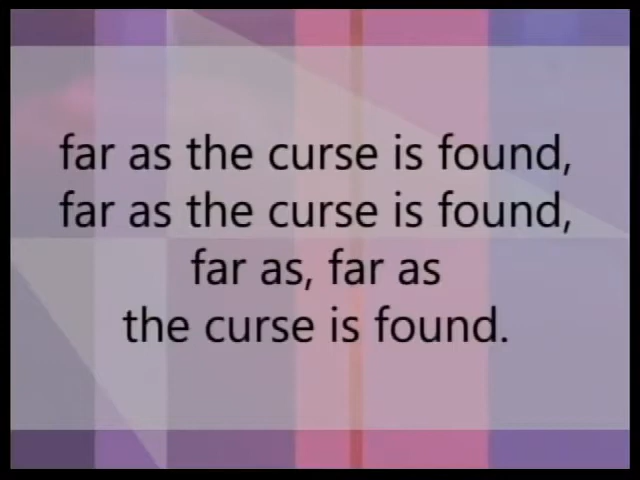 far as the curse is found,
far as the curse is found,
far as, far as
the curse is found.